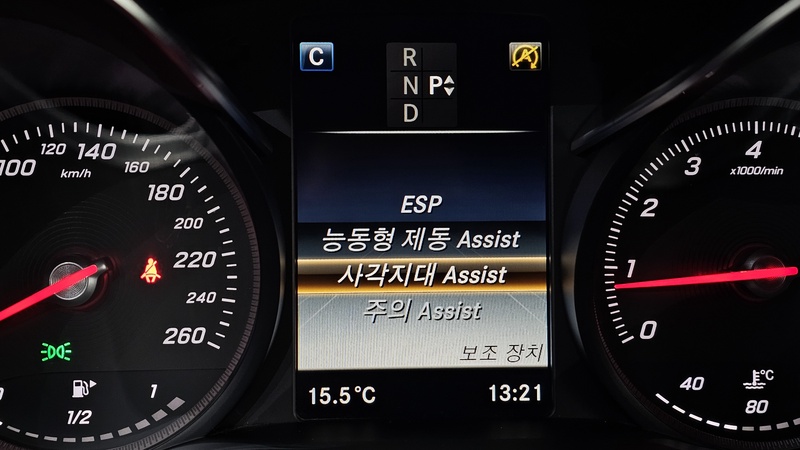 C
R
N P
D
A
ESP
능동형 제동 Assist
사각지대 Assist
주의 Assist
보조 장치
15.5°C 13:21
100 120 140 160 180 200 220 240 260
km/h
0 1/2 1
0 1 2 3 4
x1000/min
40 80
°C